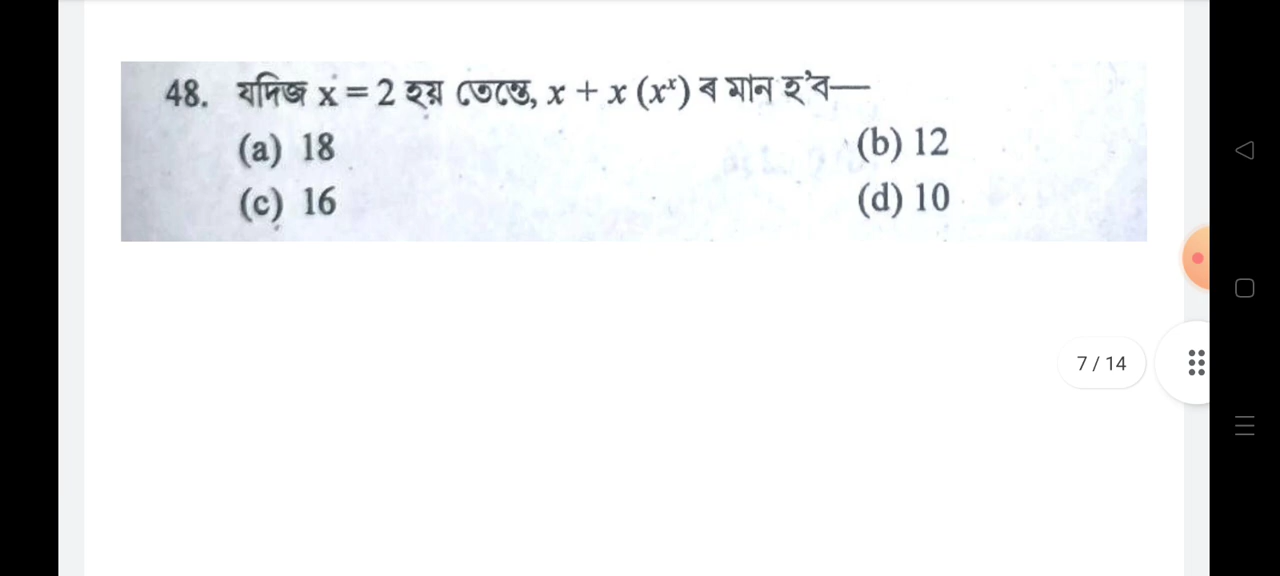 48. যদিজ x = 2 হয় তেন্তে, x + x (xˣ) ৰ মান হ'ব—
(a) 18 (b) 12
(c) 16 (d) 10
7 / 14